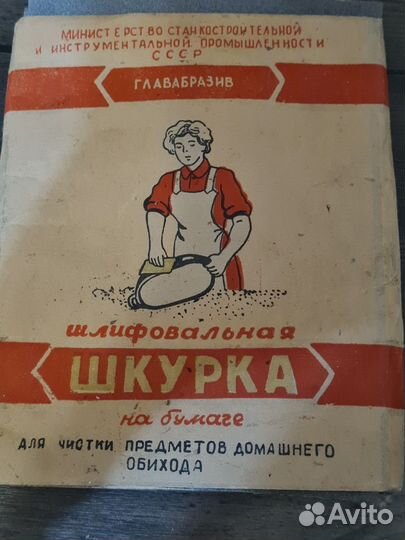 МИНИСТЕРСТВО СТАНКОСТРОИТЕЛЬНОЙ
И ИНСТРУМЕНТАЛЬНОЙ ПРОМЫШЛЕННОСТИ
СССР
ГЛАВАБРАЗИВ
шлифовальная
ШКУРКА
на бумаге
ДЛЯ ЧИСТКИ ПРЕДМЕТОВ ДОМАШНЕГО
ОБИХОДА
Avito